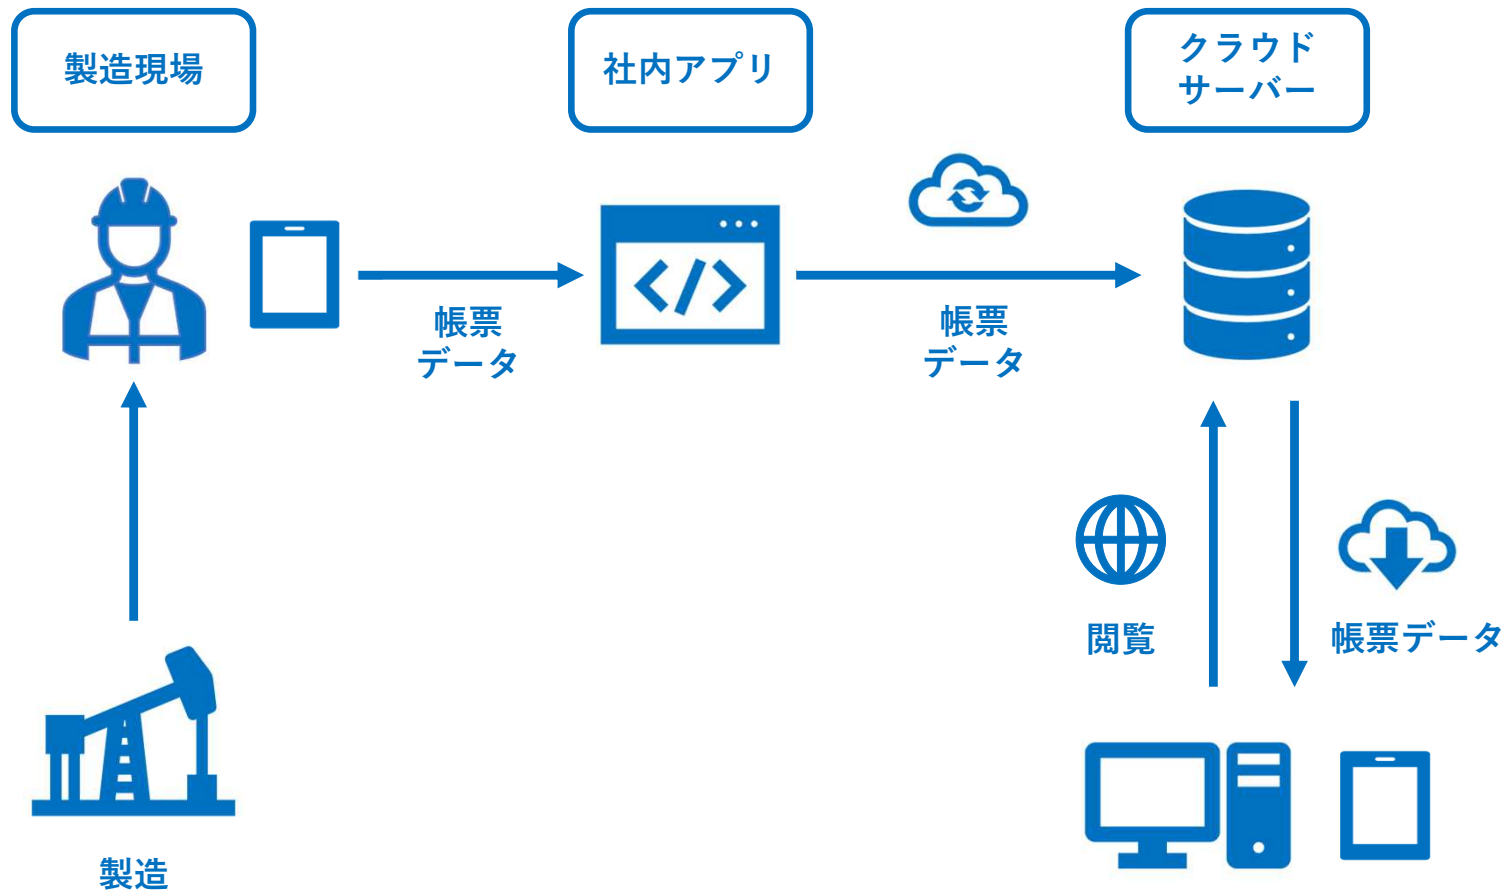 製造現場
社内アプリ
クラウド
サーバー
帳票
データ
帳票
データ
閲覧
帳票データ
製造